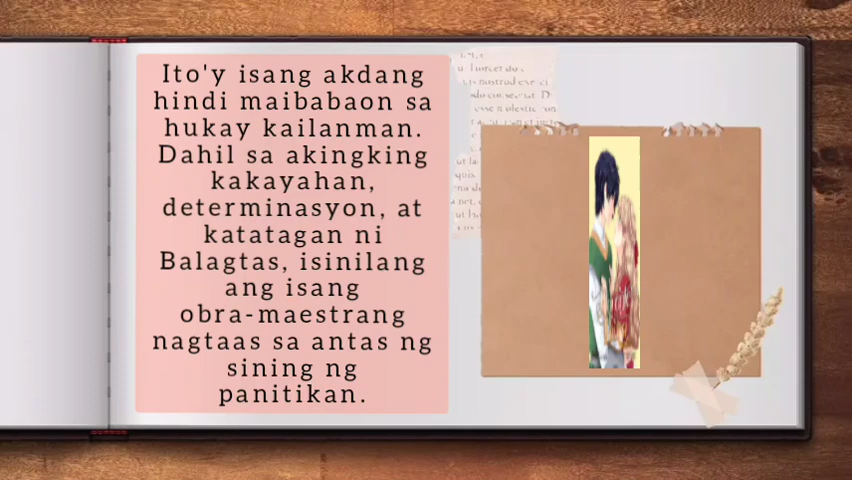 Ito'y isang akdang
hindi maibabaon sa
hukay kailanman.
Dahil sa akingking
kakayahan,
determinasyon, at
katatagan ni
Balagtas, isinilang
ang isang
obra-maestrang
nagtaas sa antas ng
sining ng
panitikan.